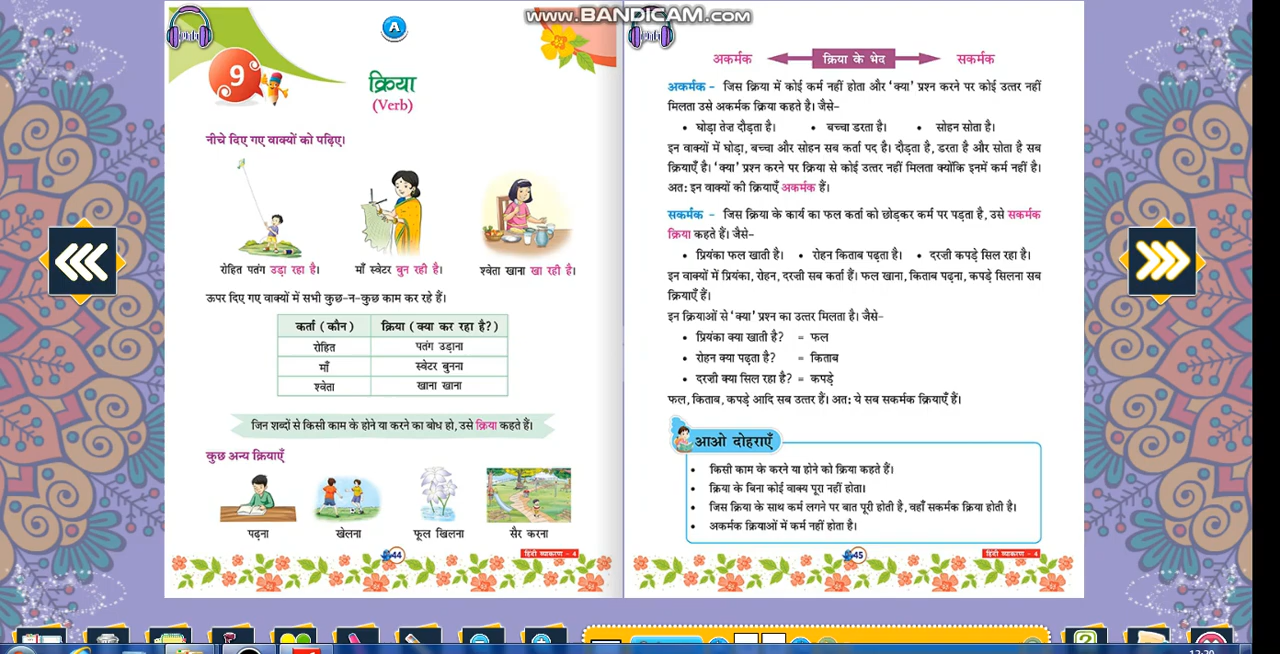 www.BANDICAM.com
A
9
क्रिया
(Verb)
नीचे दिए गए वाक्यों को पढ़िए।
रोहित पतंग उड़ा रहा है।
माँ स्वेटर बुन रही है।
श्वेता खाना खा रही है।
ऊपर दिए गए वाक्यों में सभी कुछ-न-कुछ काम कर रहे हैं।
कर्ता (कौन) क्रिया (क्या कर रहा है?)
रोहित पतंग उड़ाना
माँ स्वेटर बुनना
श्वेता खाना खाना
जिन शब्दों से किसी काम के होने या करने का बोध हो, उसे क्रिया कहते हैं।
कुछ अन्य क्रियाएँ
पढ़ना खेलना फूल खिलना सैर करना
44
हिंदी व्याकरण - 4
अकर्मक क्रिया के भेद सकर्मक
अकर्मक - जिस क्रिया में कोई कर्म नहीं होता और ‘क्या’ प्रश्न करने पर कोई उत्तर नहीं
मिलता उसे अकर्मक क्रिया कहते है। जैसे-
• घोड़ा तेज़ दौड़ता है। • बच्चा डरता है। • सोहन सोता है।
इन वाक्यों में घोड़ा, बच्चा और सोहन सब कर्ता पद है। दौड़ता है, डरता है और सोता है सब
क्रियाएँ है। ‘क्या’ प्रश्न करने पर क्रिया से कोई उत्तर नहीं मिलता क्योंकि इनमें कर्म नहीं है।
अत: इन वाक्यों की क्रियाएँ अकर्मक हैं।
सकर्मक - जिस क्रिया के कार्य का फल कर्ता को छोड़कर कर्म पर पड़ता है, उसे सकर्मक
क्रिया कहते हैं। जैसे-
• प्रियंका फल खाती है। • रोहन किताब पढ़ता है। • दरजी कपड़े सिल रहा है।
इन वाक्यों में प्रियंका, रोहन, दरजी सब कर्ता हैं। फल खाना, किताब पढ़ना, कपड़े सिलना सब
क्रियाएँ हैं।
इन क्रियाओं से ‘क्या’ प्रश्न का उत्तर मिलता है। जैसे-
• प्रियंका क्या खाती है? = फल
• रोहन क्या पढ़ता है? = किताब
• दरजी क्या सिल रहा है? = कपड़े
फल, किताब, कपड़े आदि सब उत्तर हैं। अत: ये सब सकर्मक क्रियाएँ हैं।
आओ दोहराएँ
• किसी काम के करने या होने को क्रिया कहते हैं।
• क्रिया के बिना कोई वाक्य पूरा नहीं होता।
• जिस क्रिया के साथ कर्म लगने पर बात पूरी होती है, वहाँ सकर्मक क्रिया होती है।
• अकर्मक क्रियाओं में कर्म नहीं होता है।
45
हिंदी व्याकरण - 4